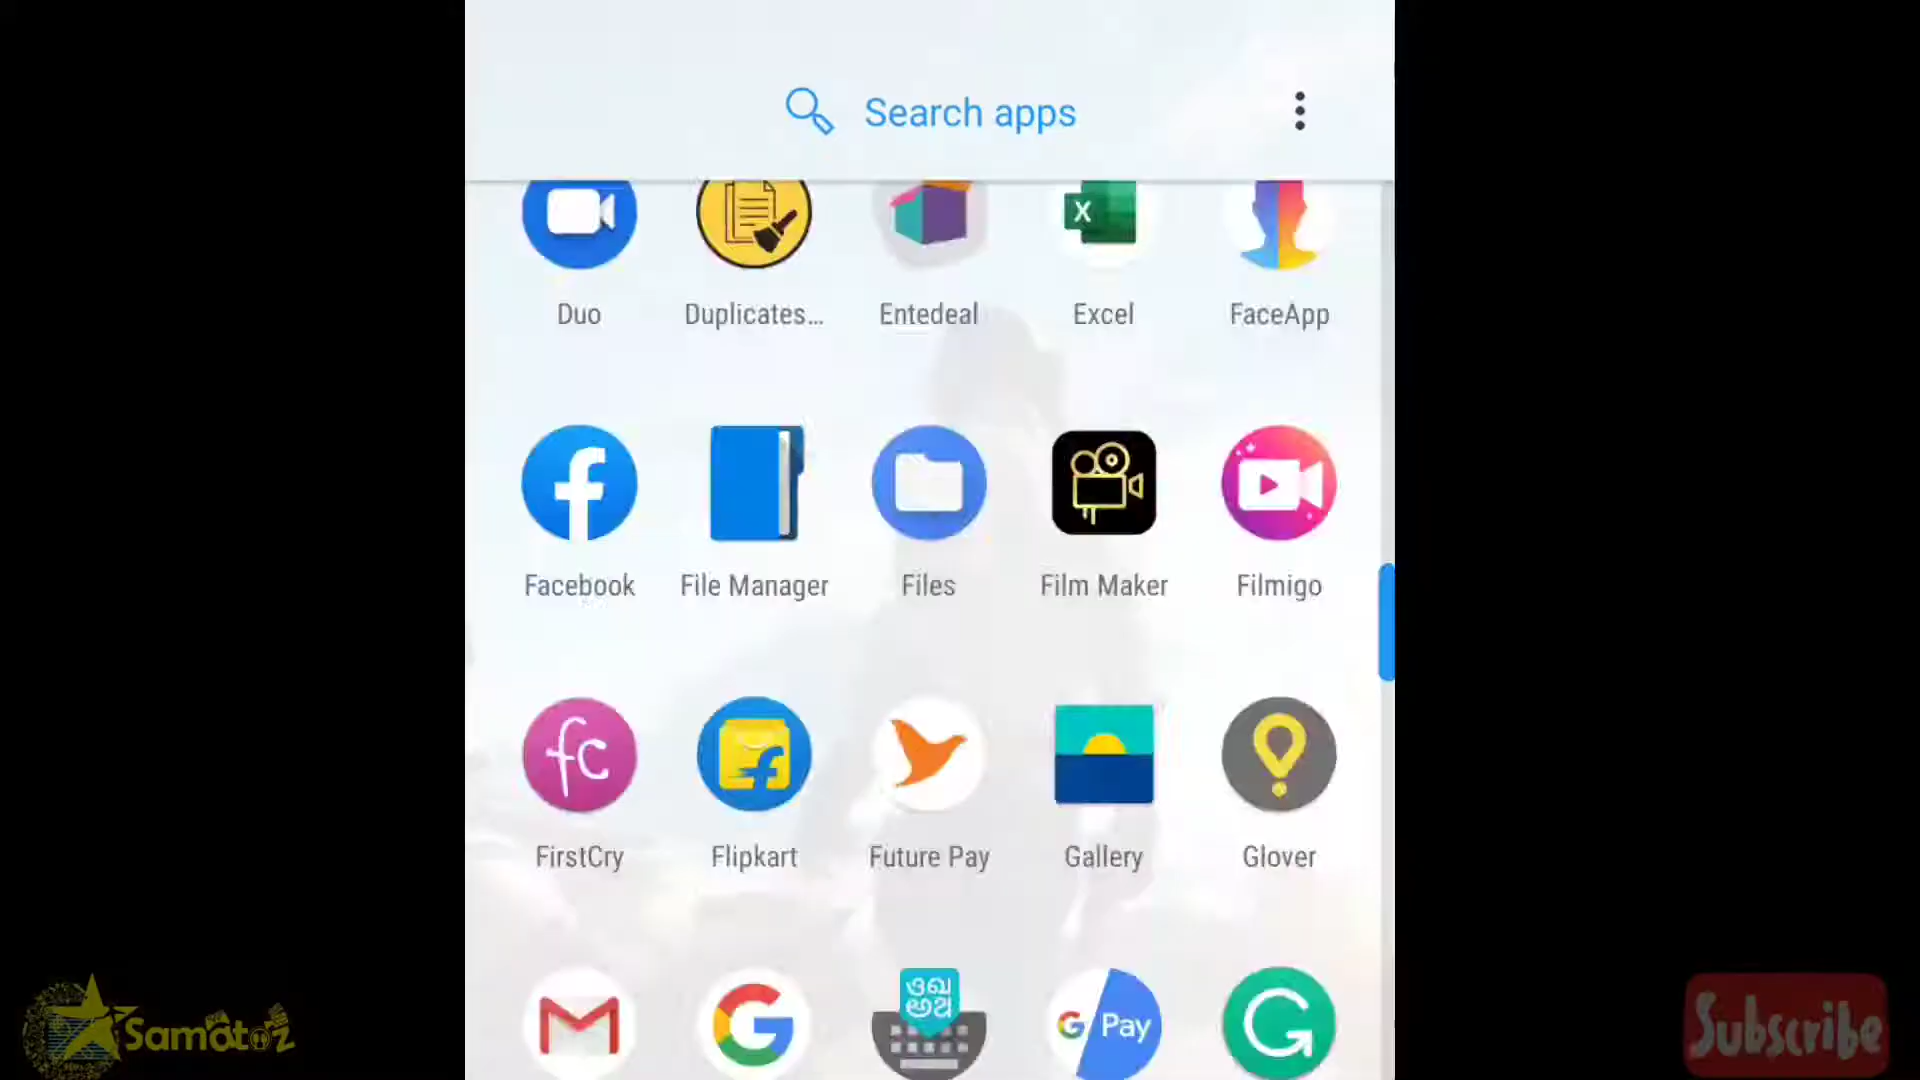 Search apps
X
Duo
Duplicates...
Entedeal
Excel
FaceApp
f
Facebook
File Manager
Files
Film Maker
Filmigo
fc
f
FirstCry
Flipkart
Future Pay
Gallery
Glover
M
G
G Pay
G
Samatoz
Subscribe